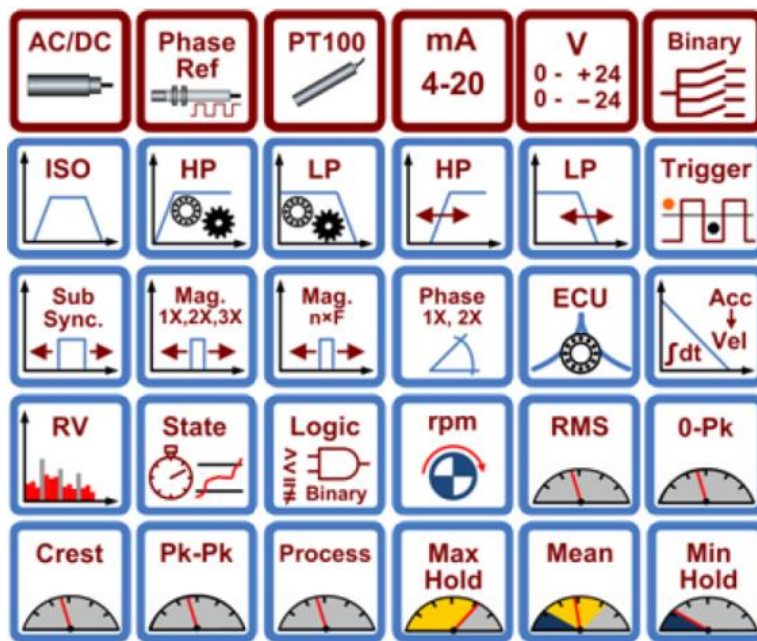 AC/DC
Phase
Ref
PT100
mA
4-20
V
0 - +24
0 - −24
Binary
ISO
HP
LP
HP
LP
Trigger
Sub
Sync.
Mag.
1X,2X,3X
Mag.
n×F
Phase
1X, 2X
ECU
Acc
Vel
∫dt
RV
State
Logic
Binary
rpm
RMS
0-Pk
Crest
Pk-Pk
Process
Max
Hold
Mean
Min
Hold